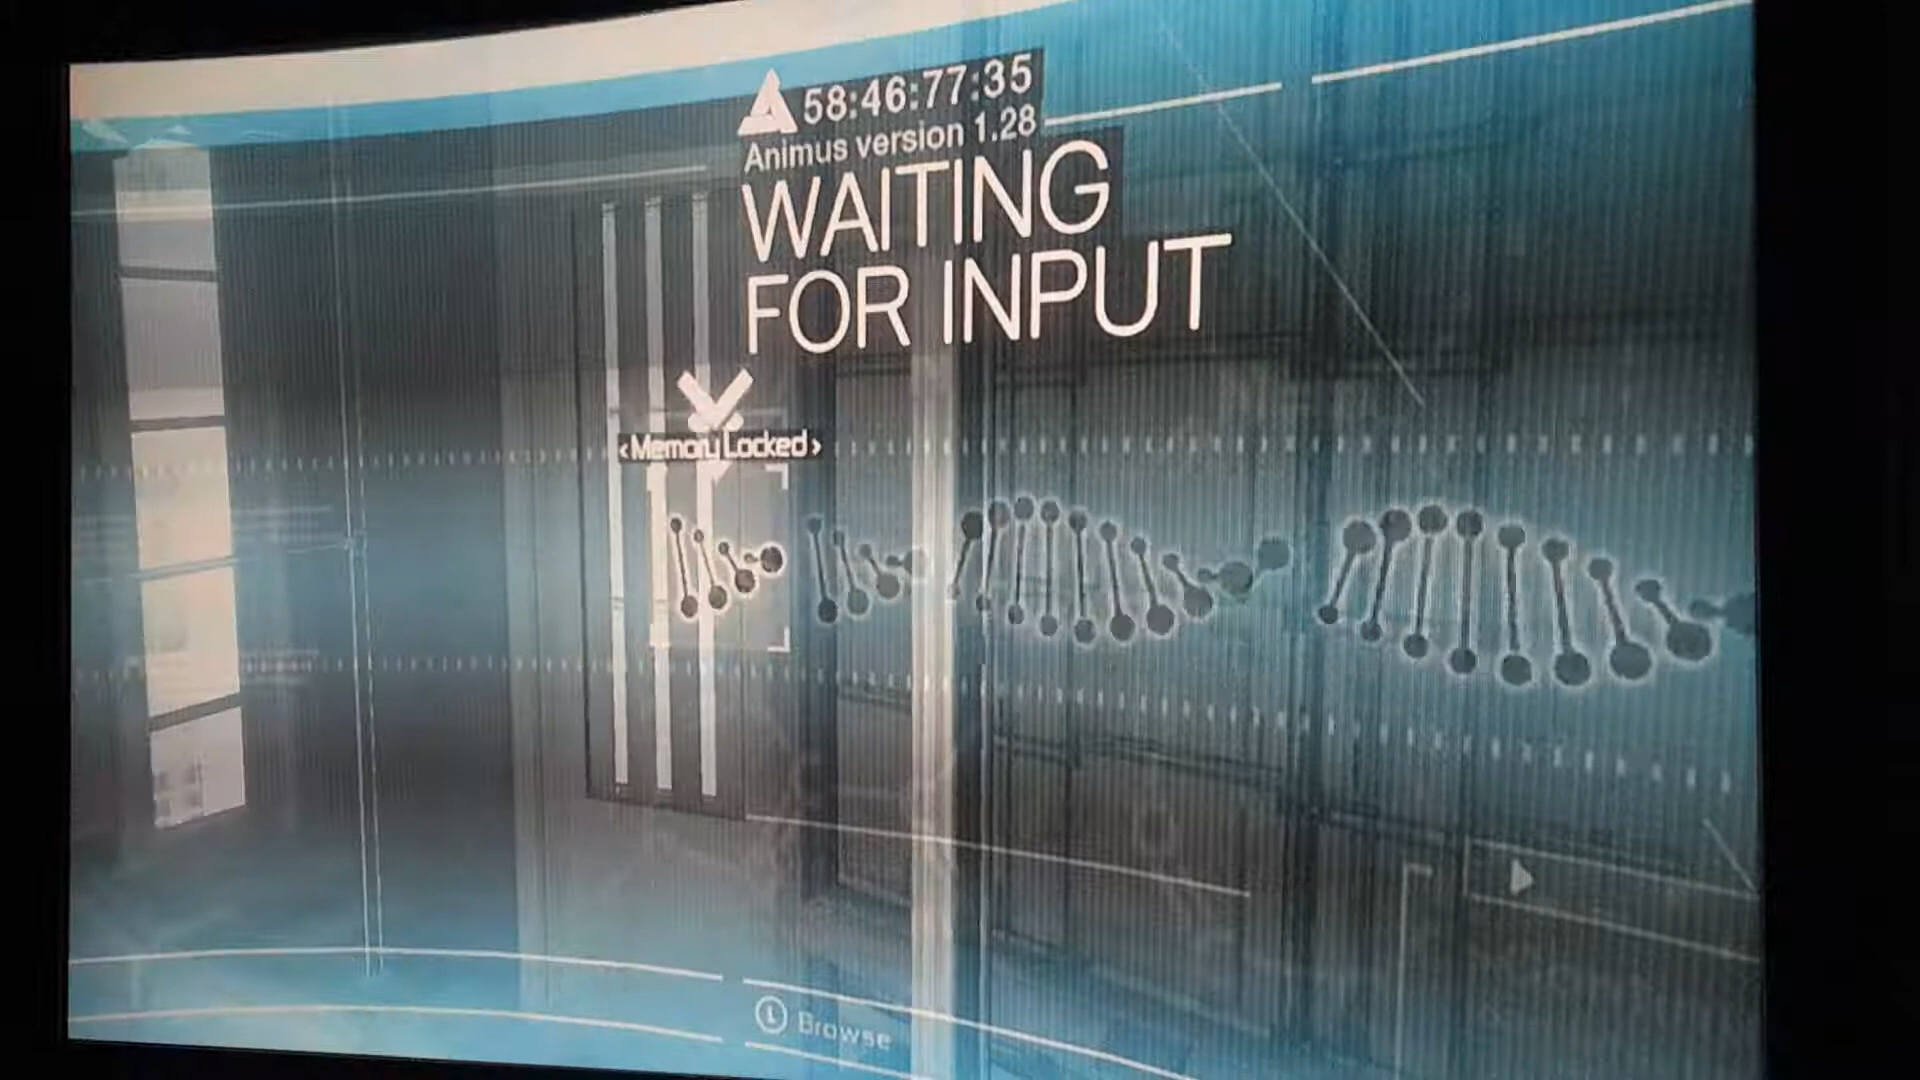 58:46:77:35
Animus version 1.28
WAITING
FOR INPUT
<Memory Locked>
L Browse